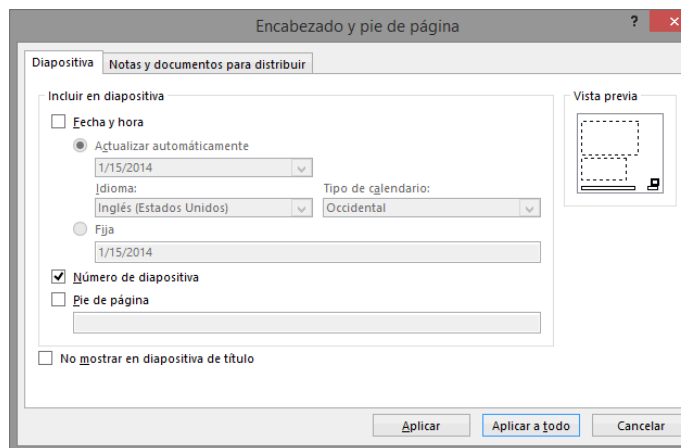 Encabezado y pie de página ?
Diapositiva Notas y documentos para distribuir
Incluir en diapositiva Vista previa
Fecha y hora
Actualizar automáticamente
1/15/2014
Idioma: Tipo de calendario:
Inglés (Estados Unidos) Occidental
Fija
1/15/2014
Número de diapositiva
Pie de página
No mostrar en diapositiva de título
Aplicar Aplicar a todo Cancelar